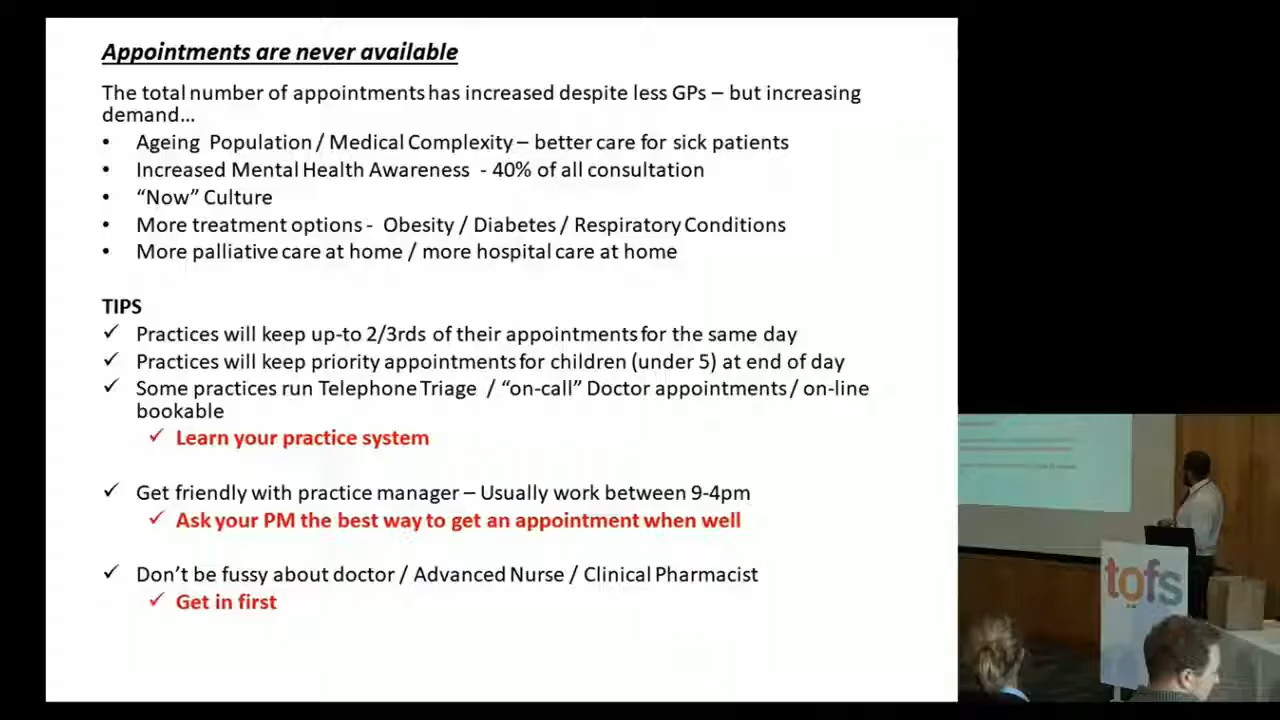 Appointments are never available
The total number of appointments has increased despite less GPs – but increasing
demand…
• Ageing Population / Medical Complexity – better care for sick patients
• Increased Mental Health Awareness - 40% of all consultation
• “Now” Culture
• More treatment options - Obesity / Diabetes / Respiratory Conditions
• More palliative care at home / more hospital care at home
TIPS
✓ Practices will keep up-to 2/3rds of their appointments for the same day
✓ Practices will keep priority appointments for children (under 5) at end of day
✓ Some practices run Telephone Triage / “on-call” Doctor appointments / on-line
bookable
✓ Learn your practice system
✓ Get friendly with practice manager – Usually work between 9-4pm
✓ Ask your PM the best way to get an appointment when well
✓ Don’t be fussy about doctor / Advanced Nurse / Clinical Pharmacist
✓ Get in first
tofs